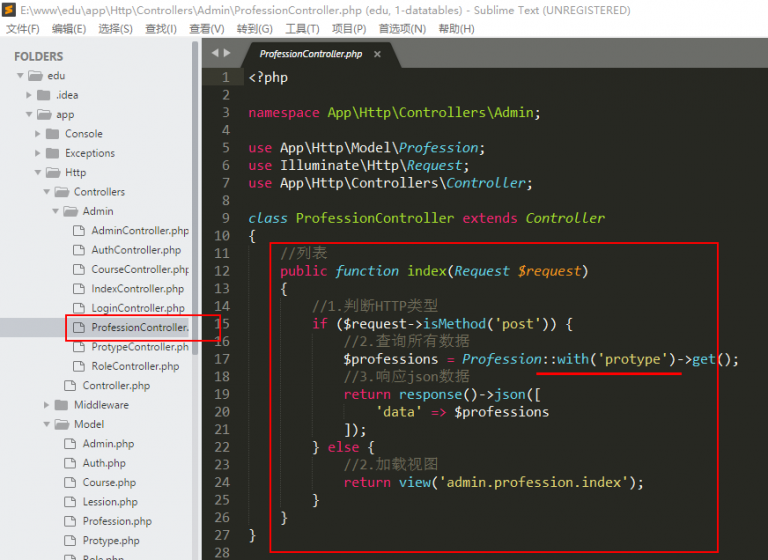 E:\www\edu\app\Http\Controllers\Admin\ProfessionController.php (edu, 1-datatables) - Sublime Text (UNREGISTERED)
文件(F) 编辑(E) 选择(S) 查找(I) 查看(V) 转到(G) 工具(T) 项目(P) 首选项(N) 帮助(H)
FOLDERS
edu
.idea
app
Console
Exceptions
Http
Controllers
Admin
AdminController.php
AuthController.php
CourseController.php
IndexController.php
LoginController.php
ProfessionController.
ProtypeController.ph
RoleController.php
Controller.php
Middleware
Model
Admin.php
Auth.php
Course.php
Lession.php
Profession.php
Protype.php
Role.php
ProfessionController.php ×
1 <?php
2
3 namespace App\Http\Controllers\Admin;
4
5 use App\Http\Model\Profession;
6 use Illuminate\Http\Request;
7 use App\Http\Controllers\Controller;
8
9 class ProfessionController extends Controller
10 {
11 //列表
12 public function index(Request $request)
13 {
14 //1.判断HTTP类型
15 if ($request->isMethod('post')) {
16 //2.查询所有数据
17 $professions = Profession::with('protype')->get();
18 //3.响应json数据
19 return response()->json([
20 'data' => $professions
21 ]);
22 } else {
23 //2.加载视图
24 return view('admin.profession.index');
25 }
26 }
27 }
28